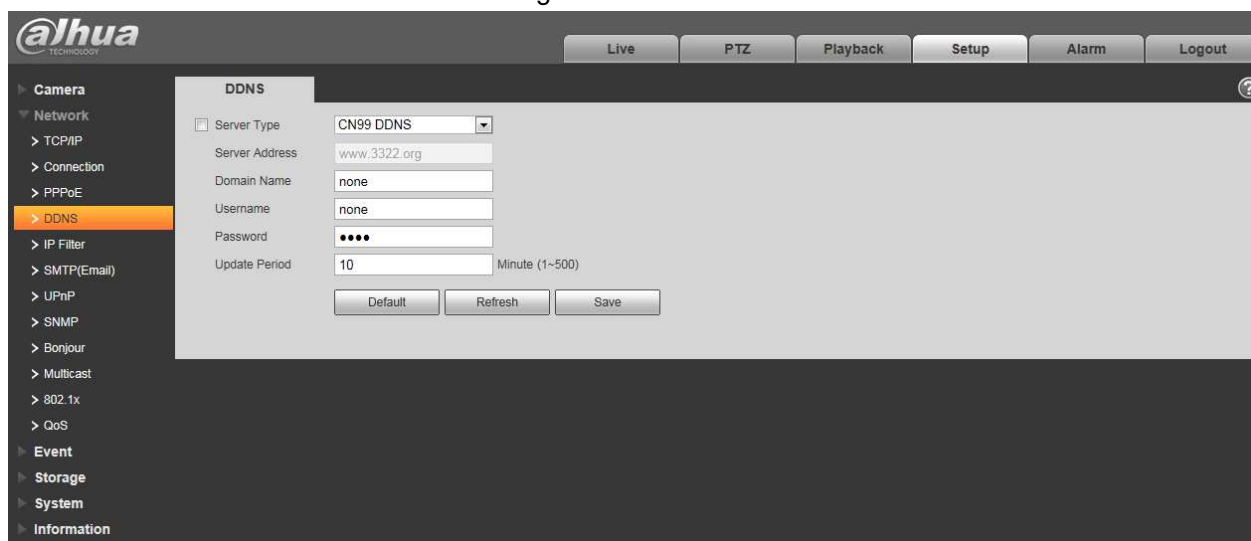 alhua
TECHNOLOGY
Live PTZ Playback Setup Alarm Logout
Camera
Network
> TCP/IP
> Connection
> PPPoE
> DDNS
> IP Filter
> SMTP(Email)
> UPnP
> SNMP
> Bonjour
> Multicast
> 802.1x
> QoS
Event
Storage
System
Information
DDNS
?
Server Type CN99 DDNS
Server Address www.3322.org
Domain Name none
Username none
Password ●●●●
Update Period 10 Minute (1~500)
Default Refresh Save